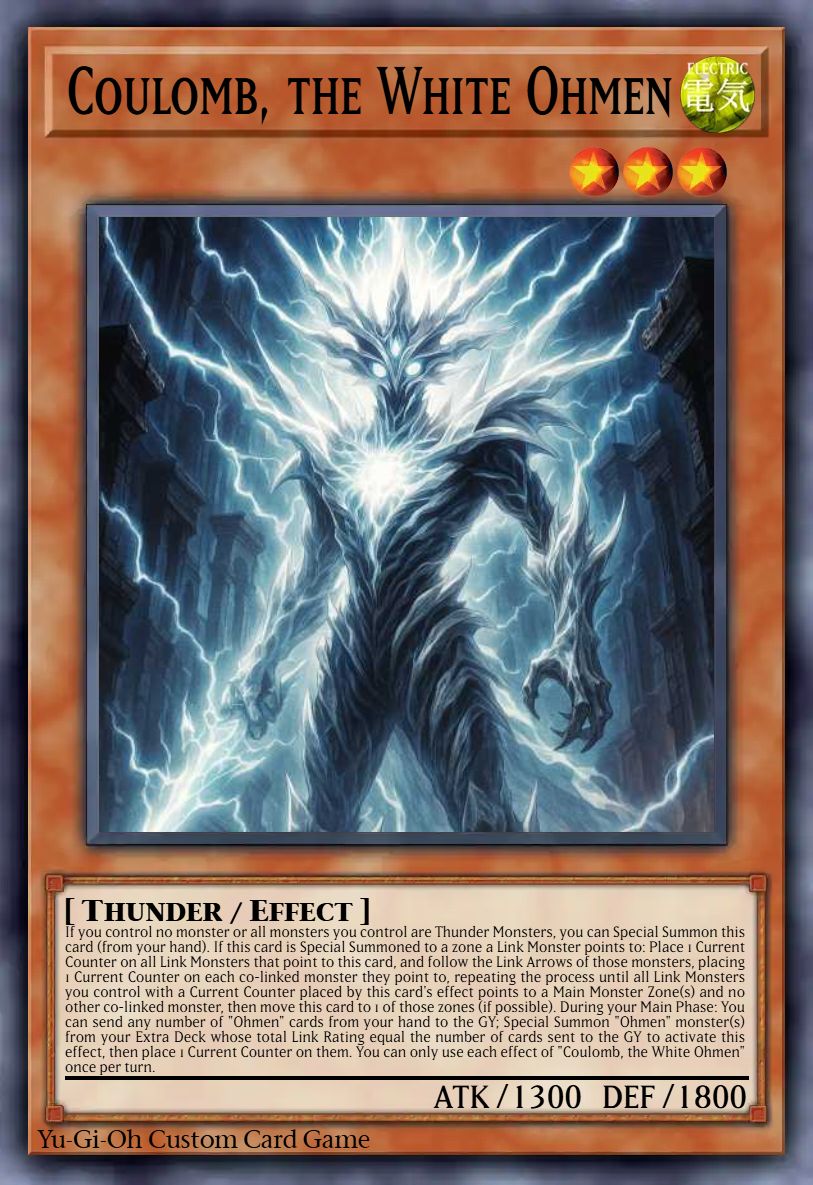 Coulomb, the White Ohmen
ELECTRIC
電気
[ Thunder / Effect ]
If you control no monster or all monsters you control are Thunder Monsters, you can Special Summon this
card (from your hand). If this card is Special Summoned to a zone a Link Monster points to: Place 1 Current
Counter on all Link Monsters that point to this card, and follow the Link Arrows of those monsters, placing
1 Current Counter on each co-linked monster they point to, repeating the process until all Link Monsters
you control with a Current Counter placed by this card's effect points to a Main Monster Zone(s) and no
other co-linked monster, then move this card to 1 of those zones (if possible). During your Main Phase: You
can send any number of "Ohmen" cards from your hand to the GY; Special Summon "Ohmen" monster(s)
from your Extra Deck whose total Link Rating equal the number of cards sent to the GY to activate this
effect, then place 1 Current Counter on them. You can only use each effect of "Coulomb, the White Ohmen"
once per turn.
ATK / 1300 DEF / 1800
Yu-Gi-Oh Custom Card Game